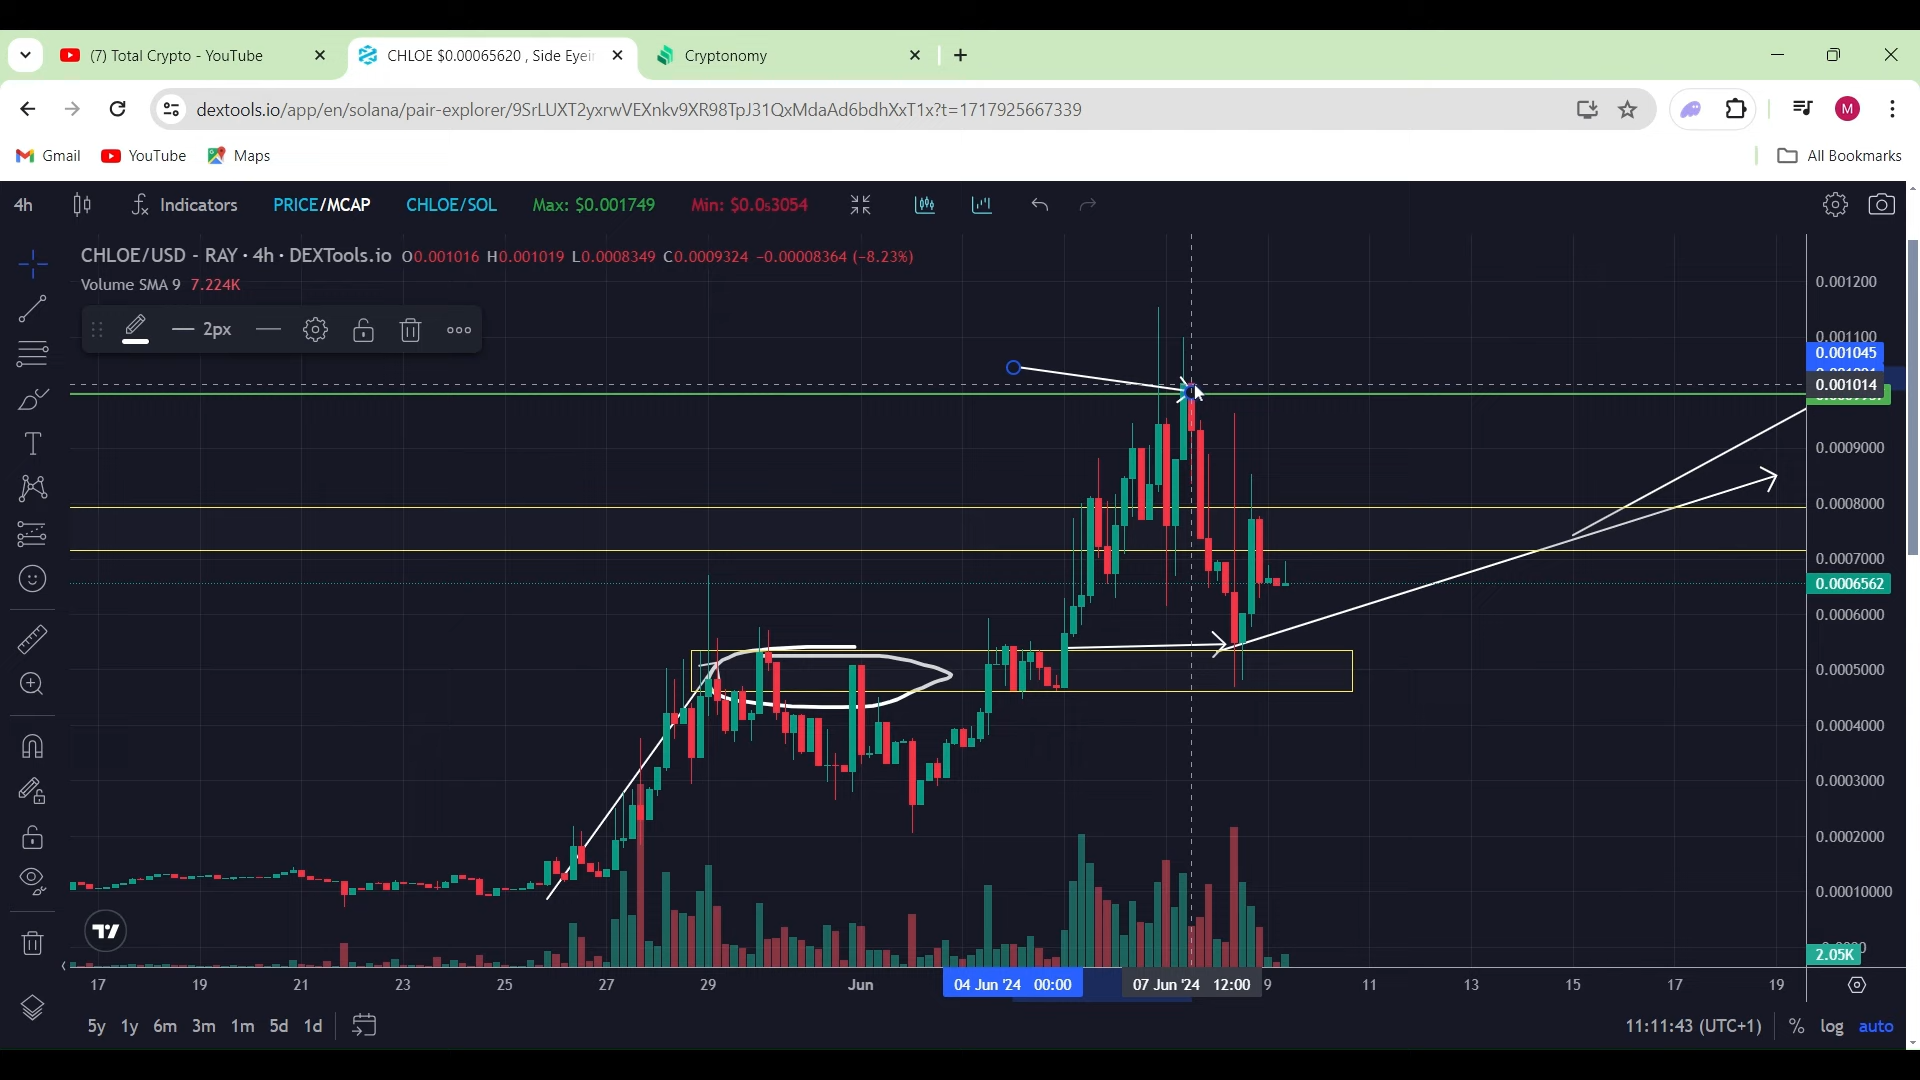 (7) Total Crypto - YouTube
CHLOE $0.00065620 , Side Eyein
Cryptonomy
dextools.io/app/en/solana/pair-explorer/9SrLUXT2yxrwVEXnkv9XR98TpJ31QxMdaAd6bdhXxT1x?t=1717925667339
M
Gmail
YouTube
Maps
All Bookmarks
4h
Indicators
PRICE/MCAP
CHLOE/SOL
Max: $0.001749
Min: $0.0₅3054
CHLOE/USD - RAY · 4h · DEXTools.io
O0.001016 H0.001019 L0.0008349 C0.0009324 -0.00008364 (-8.23%)
Volume SMA 9 7.224K
2px
0.001200
0.001100
0.001045
0.001014
0.0009000
0.0008000
0.0007000
0.0006562
0.0006000
0.0005000
0.0004000
0.0003000
0.0002000
0.00010000
2.05K
17
19
21
23
25
27
29
Jun
04 Jun '24 00:00
07 Jun '24 12:00
9
11
13
15
17
19
5y 1y 6m 3m 1m 5d 1d
11:11:43 (UTC+1)
% log auto